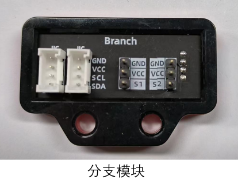 Branch
GND
VCC
SCL
SDA
GND GND
VCC VCC
S1 S2
分支模块